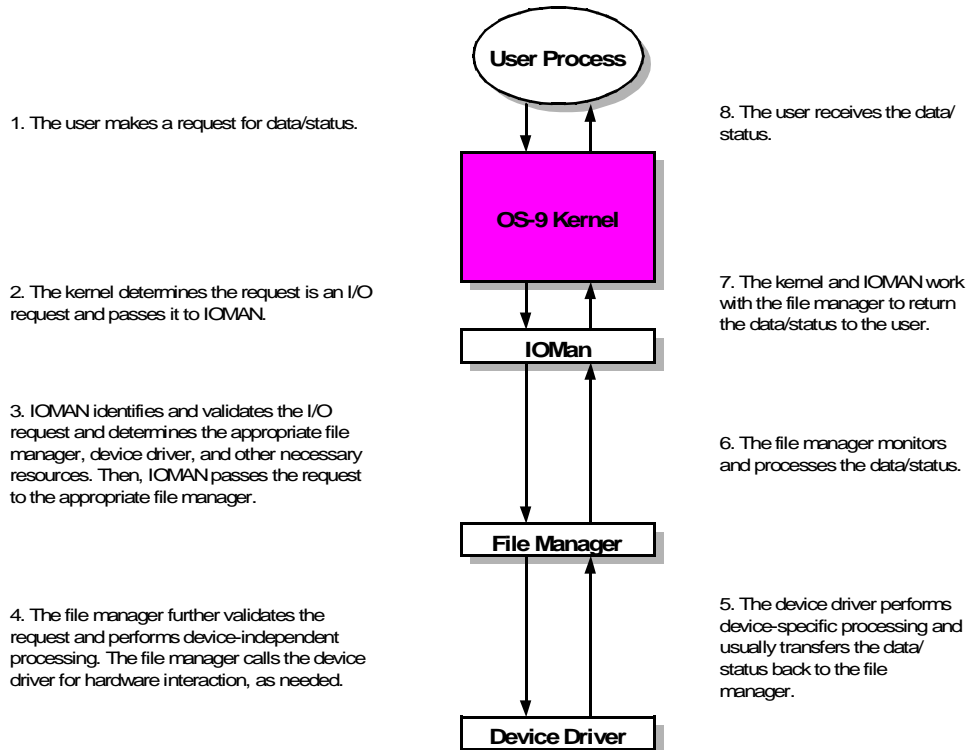 User Process
1. The user makes a request for data/status.
8. The user receives the data/
status.
OS-9 Kernel
2. The kernel determines the request is an I/O
request and passes it to IOMAN.
7. The kernel and IOMAN work
with the file manager to return
the data/status to the user.
IOMan
3. IOMAN identifies and validates the I/O
request and determines the appropriate file
manager, device driver, and other necessary
resources. Then, IOMAN passes the request
to the appropriate file manager.
6. The file manager monitors
and processes the data/status.
File Manager
4. The file manager further validates the
request and performs device-independent
processing. The file manager calls the device
driver for hardware interaction, as needed.
5. The device driver performs
device-specific processing and
usually transfers the data/
status back to the file
manager.
Device Driver